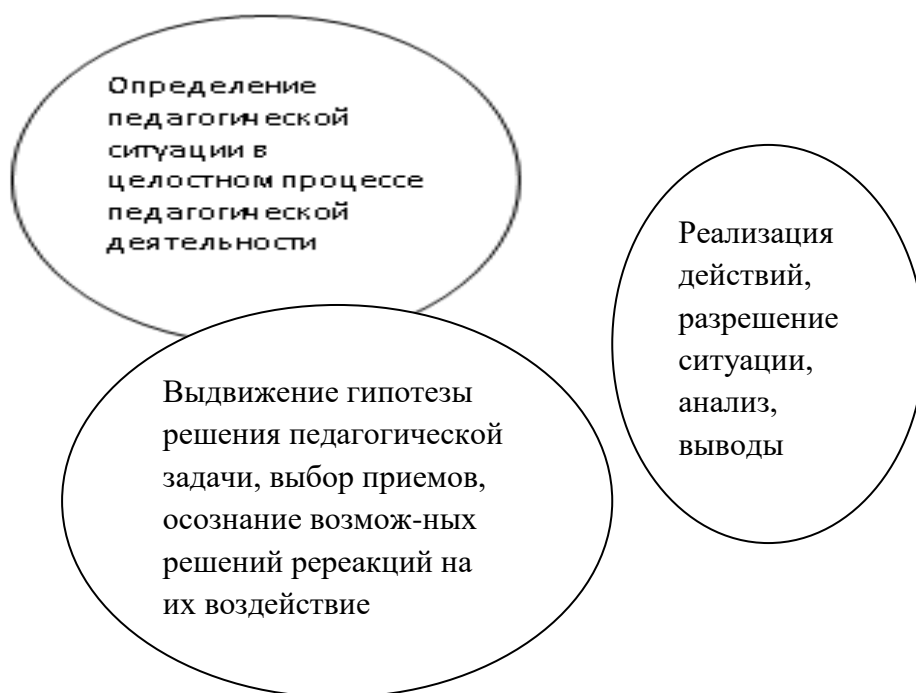 Определение
педагогической
ситуации в
целостном процессе
педагогической
деятельности
Выдвижение гипотезы
решения педагогической
задачи, выбор приемов,
осознание возмож-ных
решений ререакций на
их воздействие
Реализация
действий,
разрешение
ситуации,
анализ,
выводы